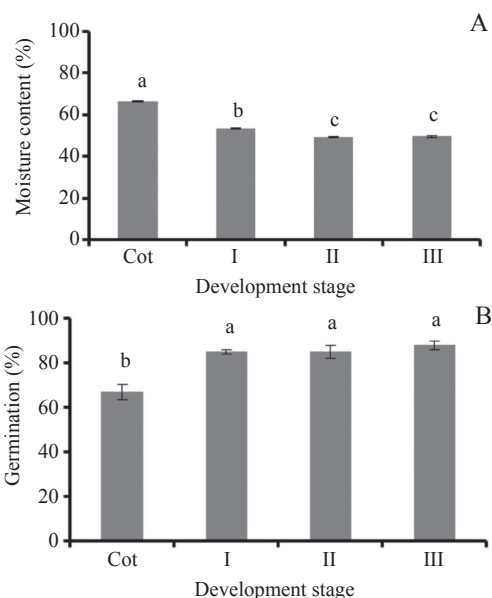 A
Moisture content (%)
100
80
60
40
20
0
a
b
c
c
Cot I II III
Development stage
B
Germination (%)
100
80
60
40
20
0
b
a
a
a
Cot I II III
Development stage